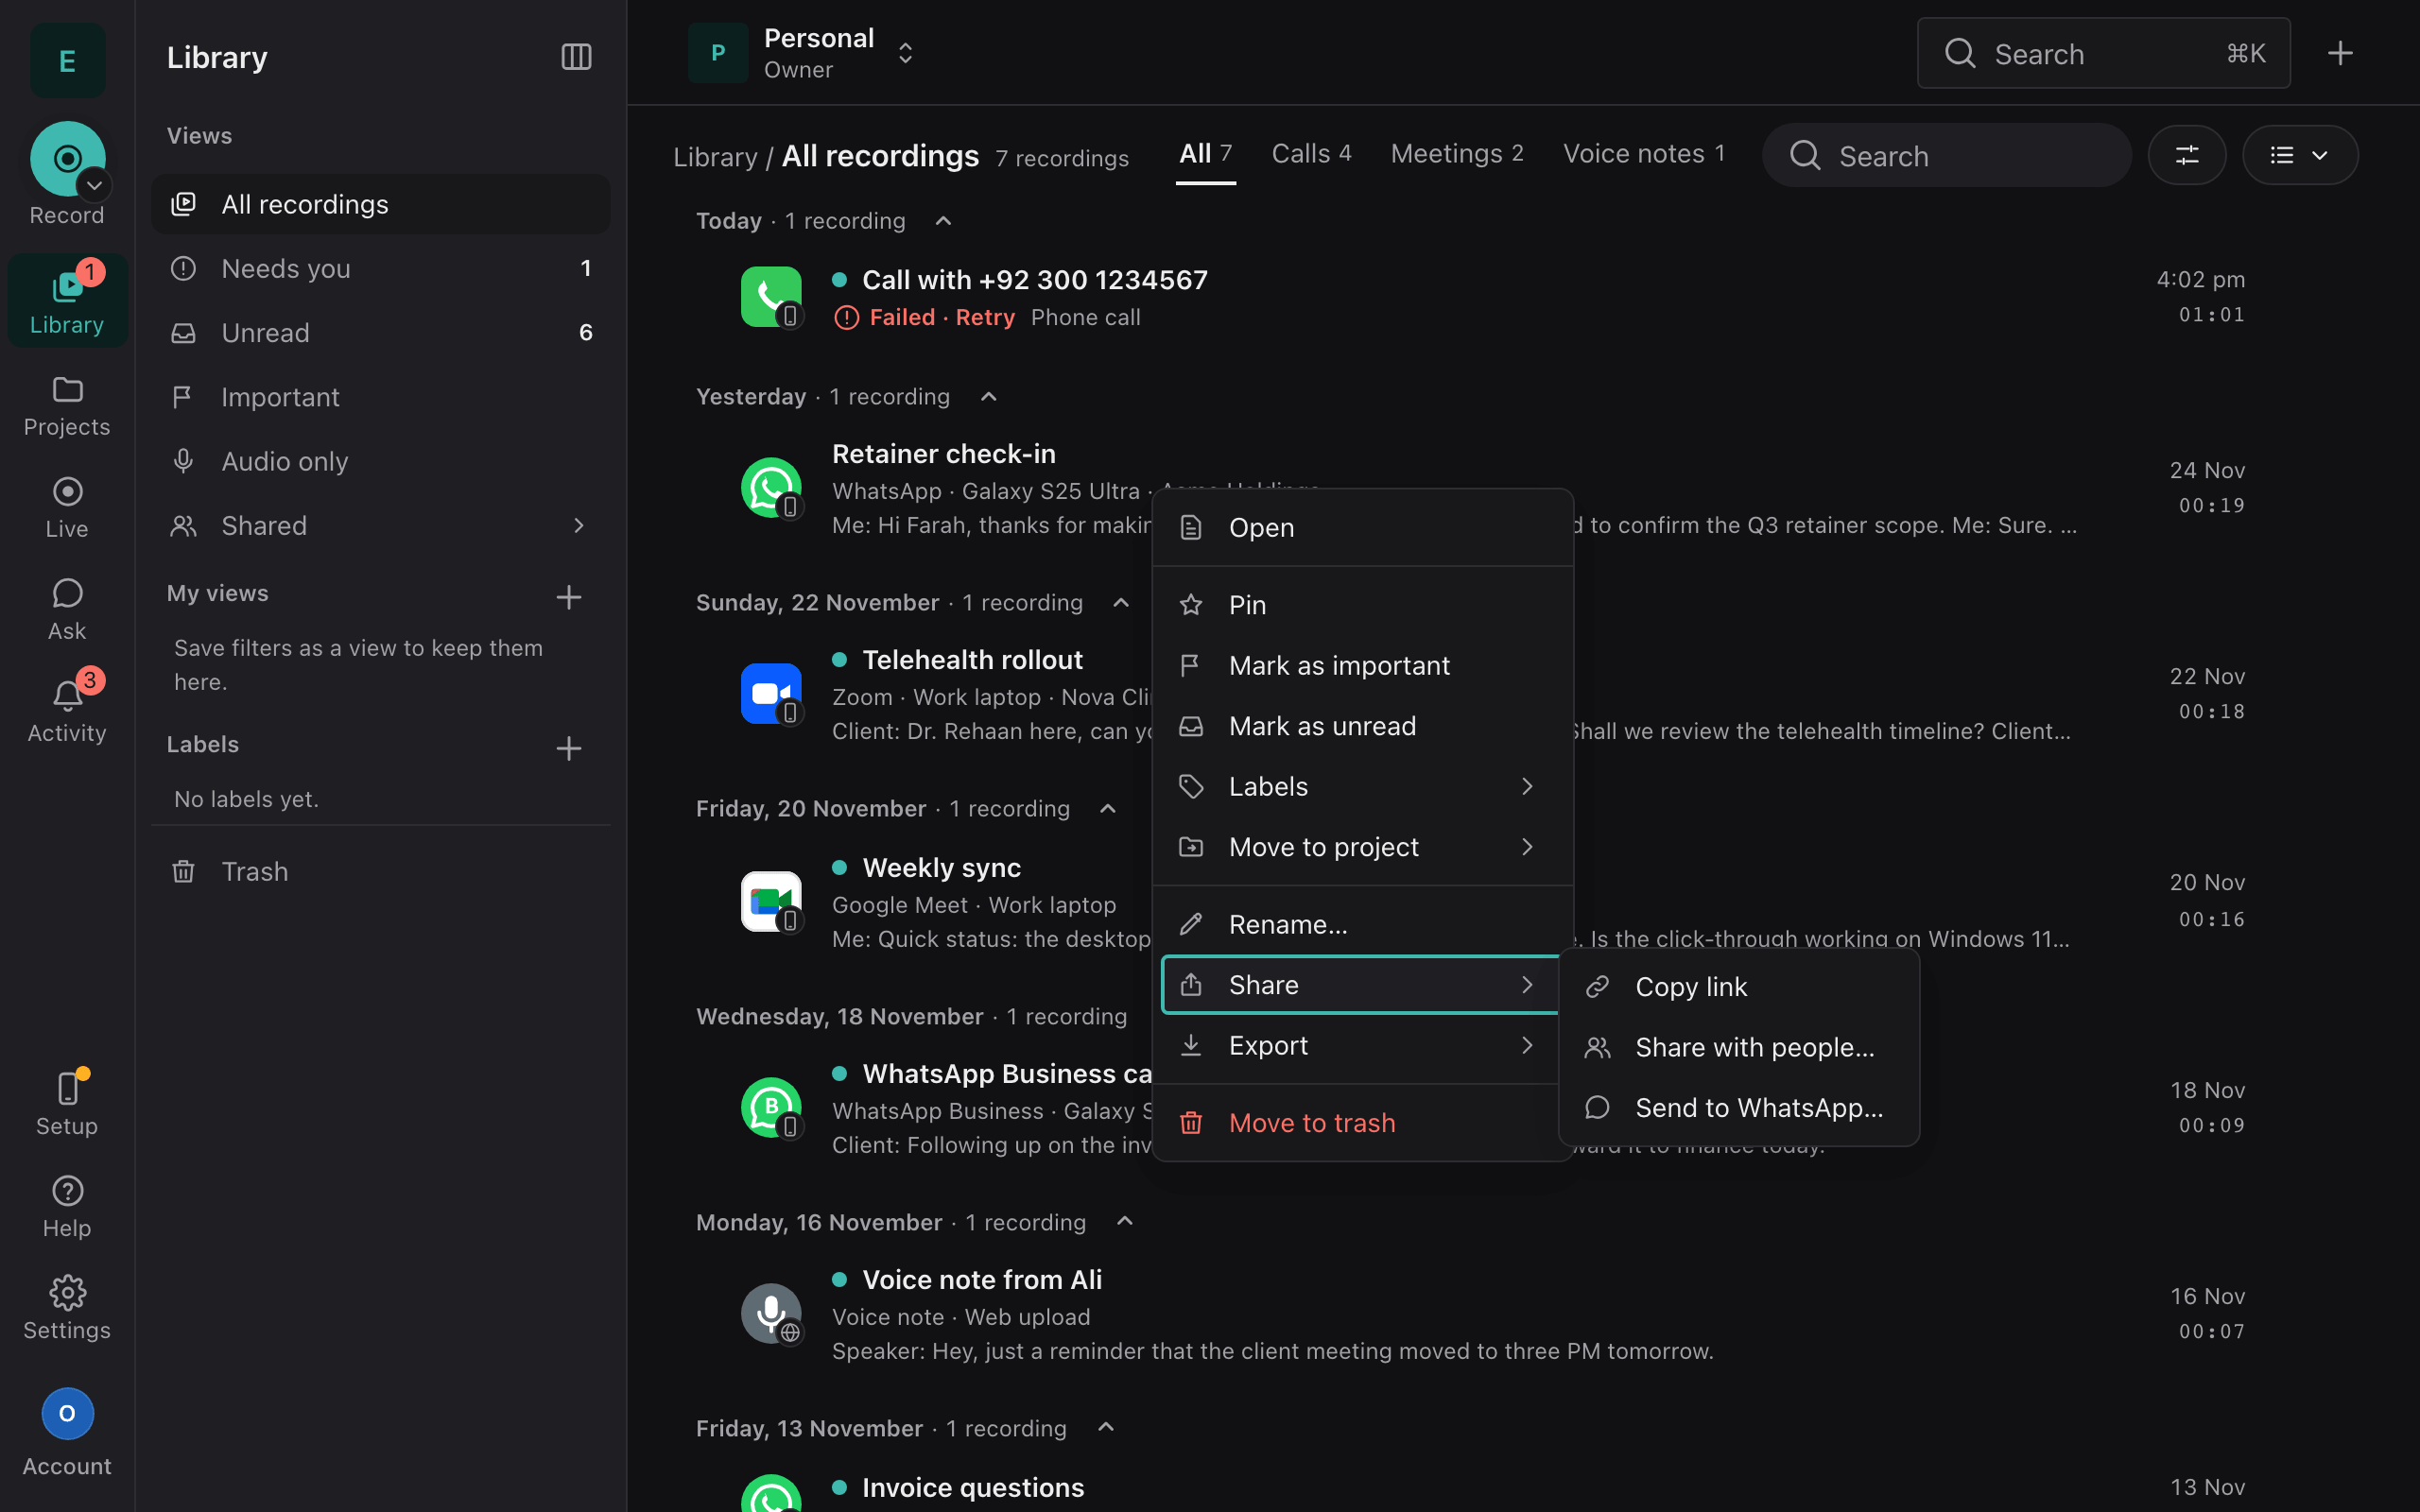 E
Record
1
Library
Projects
Live
Ask
3
Activity
Setup
Help
Settings
O
Account
Library
Views
All recordings
Needs you 1
Unread 6
Important
Audio only
Shared
My views
Save filters as a view to keep them
here.
Labels
No labels yet.
Trash
P
Personal
Owner
Search ⌘K
Library / All recordings 7 recordings
All 7 Calls 4 Meetings 2 Voice notes 1
Search
Today · 1 recording
Call with +92 300 1234567 4:02 pm
Failed · Retry Phone call 01:01
Yesterday · 1 recording
Retainer check-in 24 Nov
WhatsApp · Galaxy S25 Ultra · Acme Holdings 00:19
Me: Hi Farah, thanks for to confirm the Q3 retainer scope. Me: Sure. ...
Sunday, 22 November · 1 recording
Telehealth rollout 22 Nov
Zoom · Work laptop · Nova 00:18
Client: Dr. Rehaan here, can we review the telehealth timeline? Client...
Friday, 20 November · 1 recording
Weekly sync 20 Nov
Google Meet · Work laptop 00:16
Me: Quick status: the desktop Is the click-through working on Windows 11...
Wednesday, 18 November · 1 recording
WhatsApp Business 18 Nov
WhatsApp Business · Galaxy 00:09
B
Client: Following up on the it to finance today.
Monday, 16 November · 1 recording
Voice note from Ali 16 Nov
Voice note · Web upload 00:07
Speaker: Hey, just a reminder that the client meeting moved to three PM tomorrow.
Friday, 13 November · 1 recording
Invoice questions 13 Nov
Open
Pin
Mark as important
Mark as unread
Labels
Move to project
Rename...
Share
Export
Move to trash
Copy link
Share with people...
Send to WhatsApp...